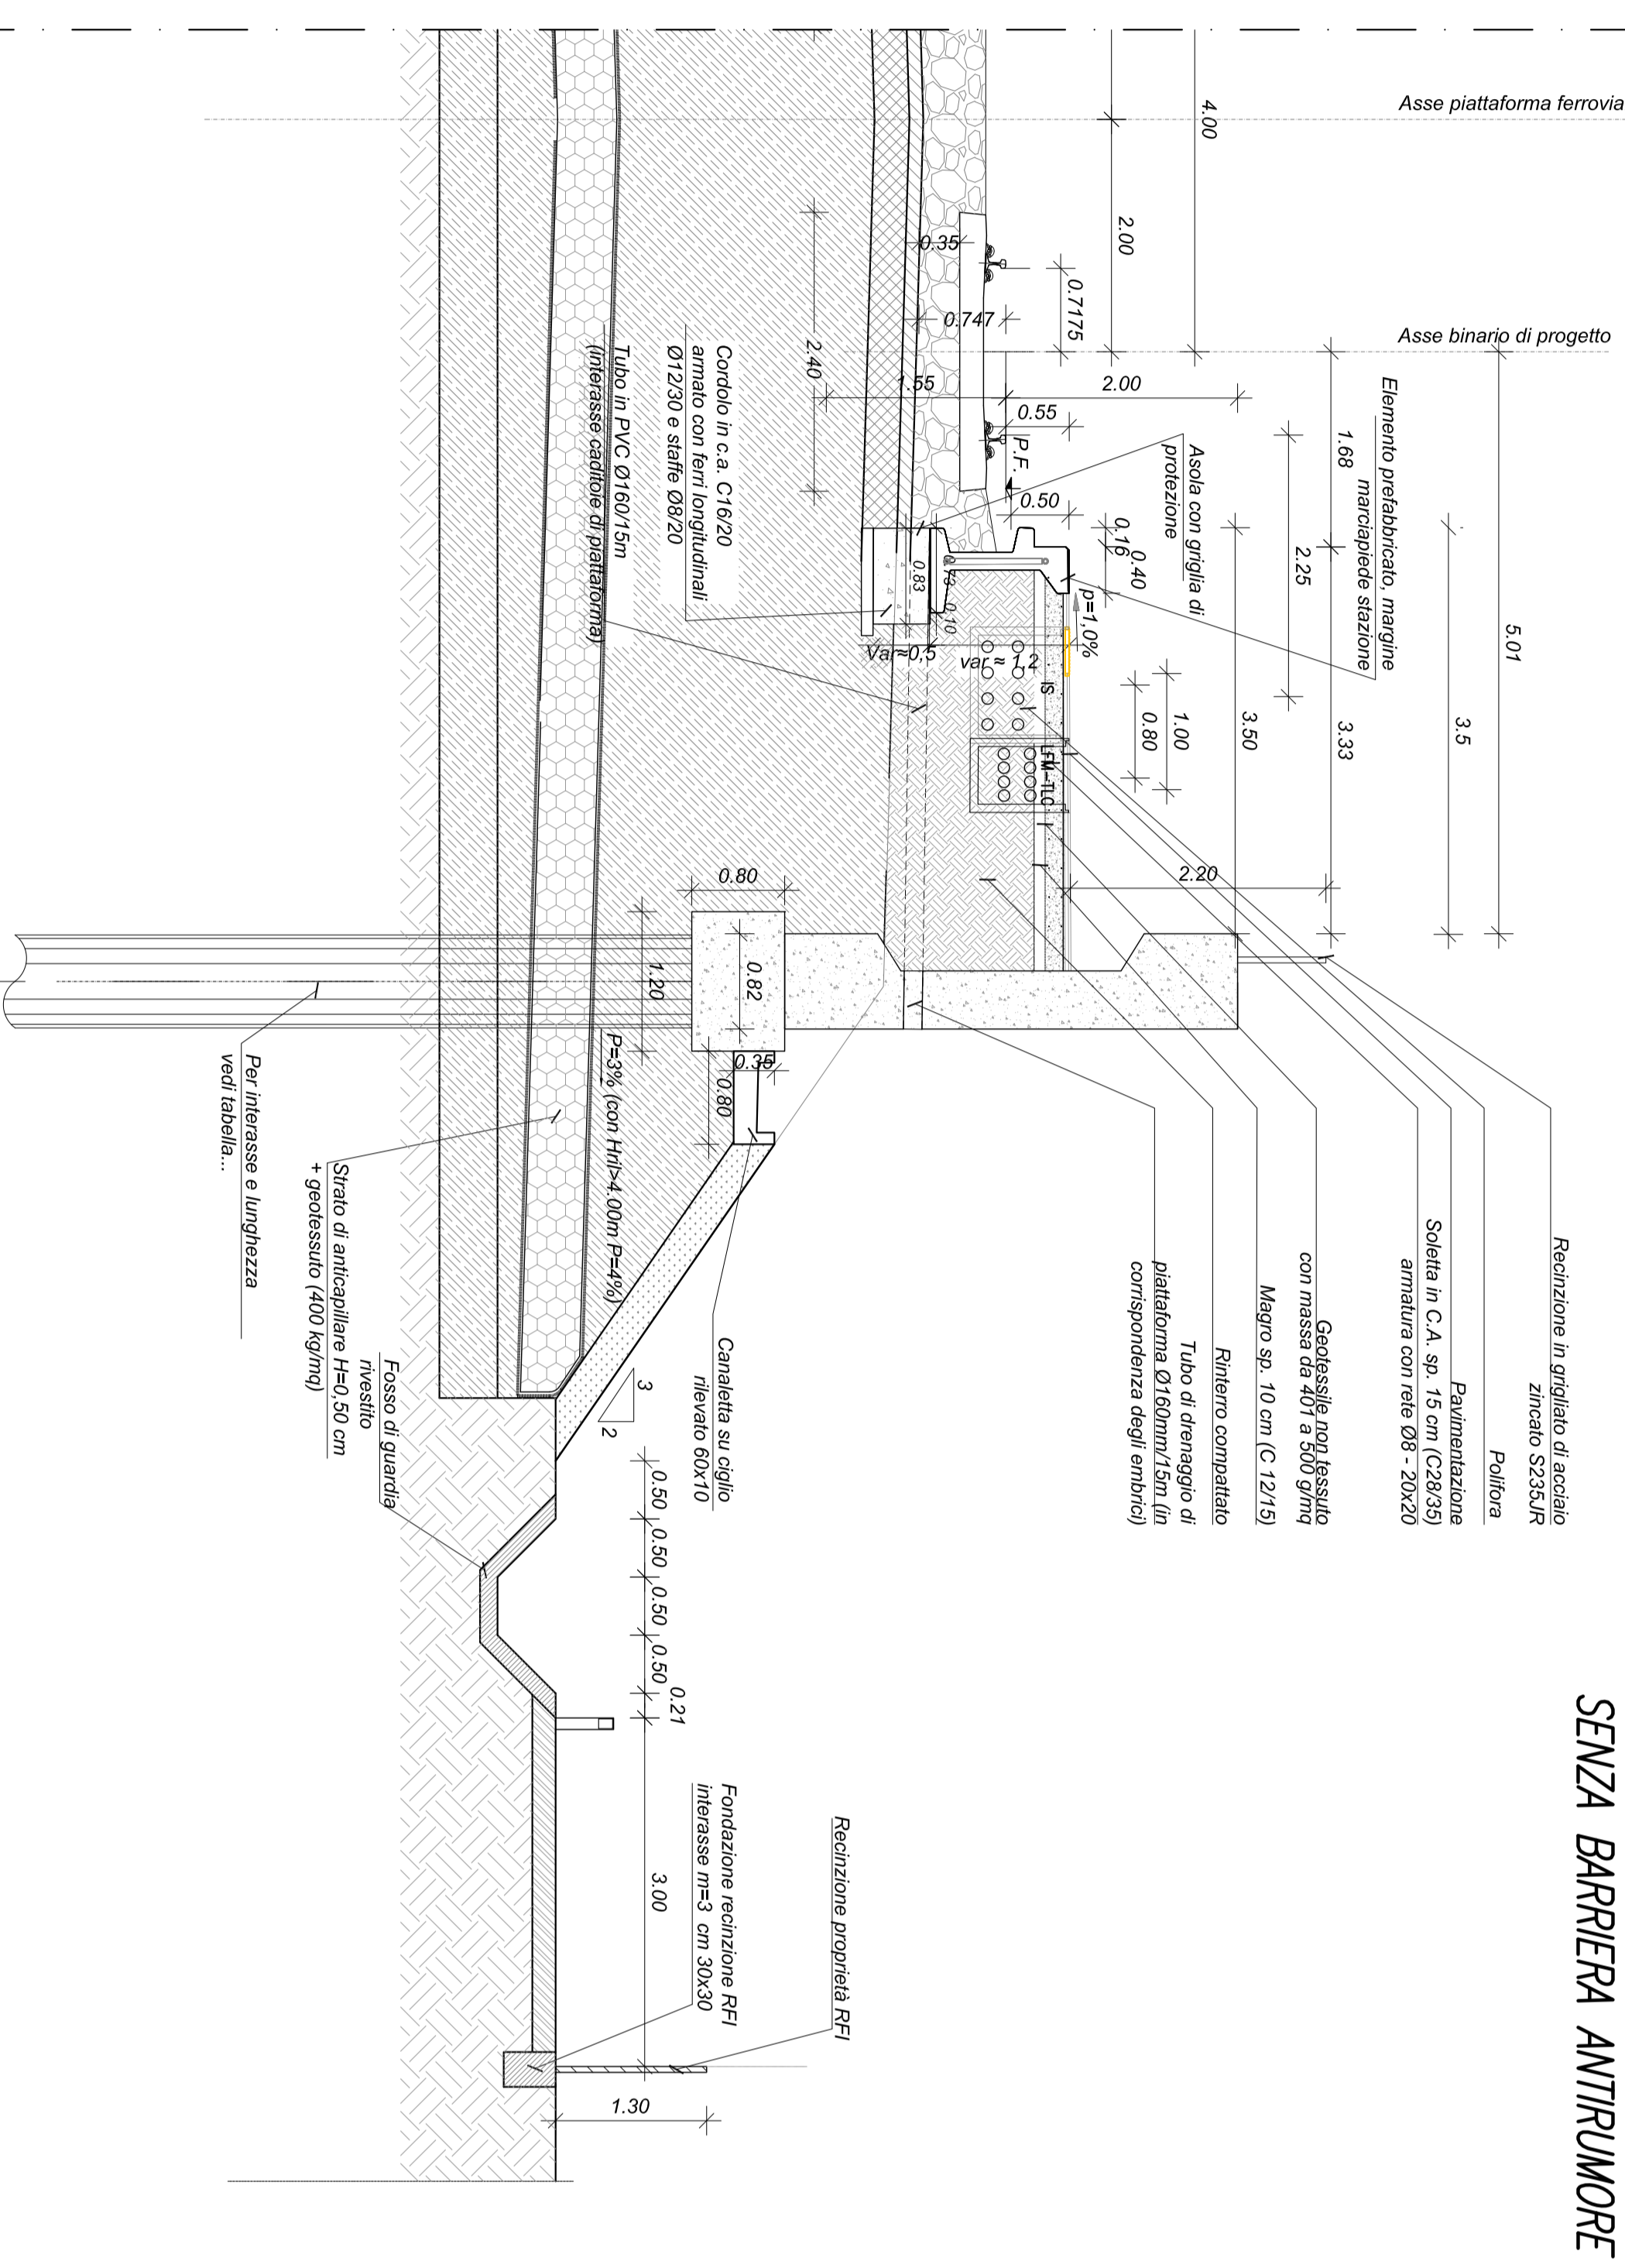 SENZA BARRIERA ANTIRUMORE
Asse piattaforma ferrovia
Asse binario di progetto
5.01
3.5
1.68
3.33
2.25
3.50
4.00
2.00
0.7175
1.00
0.80
0.16
0.40
2.00
0.55
0.50
P.F.
1.55
0.747
0.35
2.40
p=1,0%
2.20
Elemento prefabbricato, margine
marciapiede stazione
Asola con griglia di
protezione
IS
LFM-TLC
0.83
0.73
0.10
Var≈0,5
var ≈ 1,2
Cordolo in c.a. C16/20
armato con ferri longitudinali
Ø12/30 e staffe Ø8/20
Tubo in PVC Ø160/15m
(interasse caditoie di piattaforma)
Recinzione in grigliato di acciaio
zincato S235JR
Polifora
Pavimentazione
Soletta in C.A. sp. 15 cm (C28/35)
armatura con rete Ø8 - 20x20
Geotessile non tessuto
con massa da 401 a 500 g/mq
Magro sp. 10 cm (C 12/15)
Rinterro compattato
Tubo di drenaggio di
piattaforma Ø160mm/15m (in
corrispondenza degli embrici)
0.80
0.82
1.20
0.35
0.80
P=3% (con Hril>4.00m P=4%)
Canaletta su ciglio
rilevato 60x10
3
2
0.50
0.50
0.50
0.50
0.21
3.00
1.30
Recinzione proprietà RFI
Fondazione recinzione RFI
interasse m=3 cm 30x30
Fosso di guardia
rivestito
Strato di anticapillare H=0,50 cm
+ geotessuto (400 kg/mq)
Per interasse e lunghezza
vedi tabella...